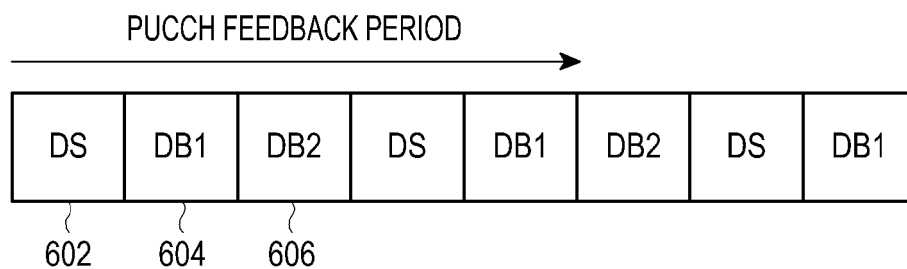 PUCCH FEEDBACK PERIOD
DS DB1 DB2 DS DB1 DB2 DS DB1
602 604 606